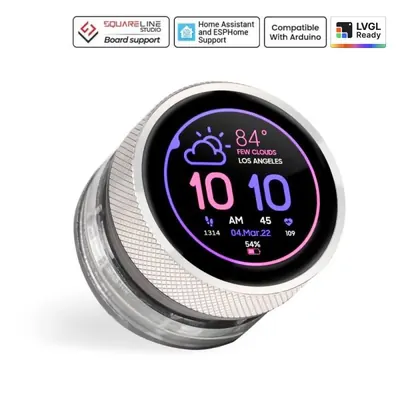 SQUARELINE
STUDIO
Board support
Home Assistant
and ESPHome
Support
Compatible
With Arduino
LVGL
Ready
84°
FEW CLOUDS
LOS ANGELES
10 10
AM 45
1314 04.Mar.22 109
54%